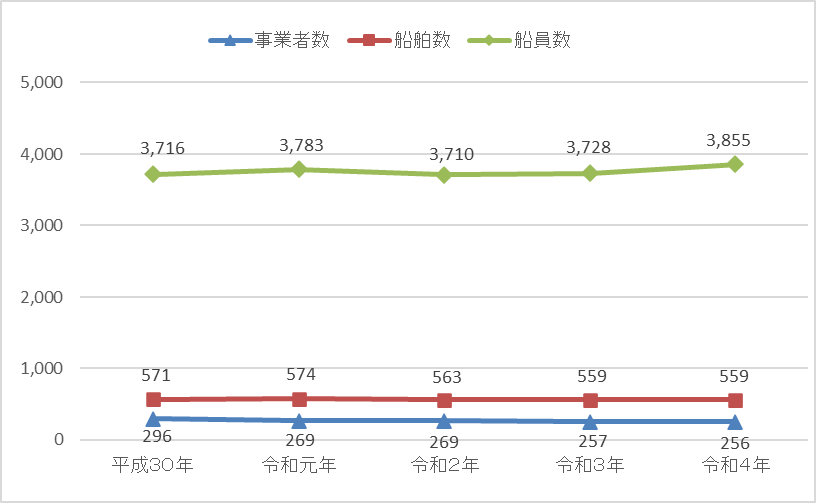 事業者数 船舶数 船員数
5,000
4,000
3,000
2,000
1,000
0
3,716 3,783 3,710 3,728 3,855
571 574 563 559 559
296 269 269 257 256
平成30年 令和元年 令和2年 令和3年 令和4年